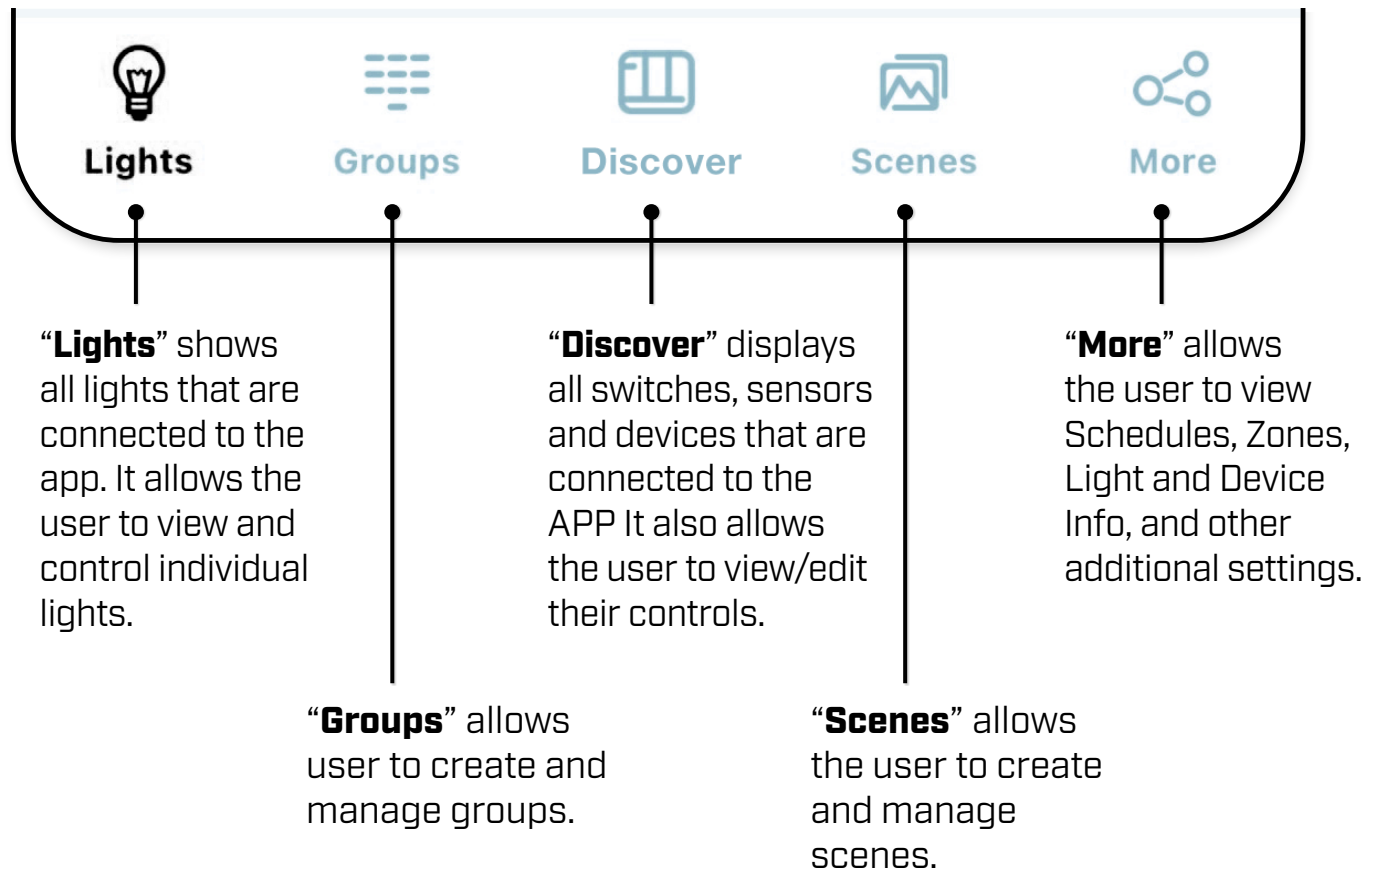 Lights
Groups
Discover
Scenes
More
“Lights” shows
all lights that are
connected to the
app. It allows the
user to view and
control individual
lights.
“Discover” displays
all switches, sensors
and devices that are
connected to the
APP It also allows
the user to view/edit
their controls.
“More” allows
the user to view
Schedules, Zones,
Light and Device
Info, and other
additional settings.
“Groups” allows
user to create and
manage groups.
“Scenes” allows
the user to create
and manage
scenes.